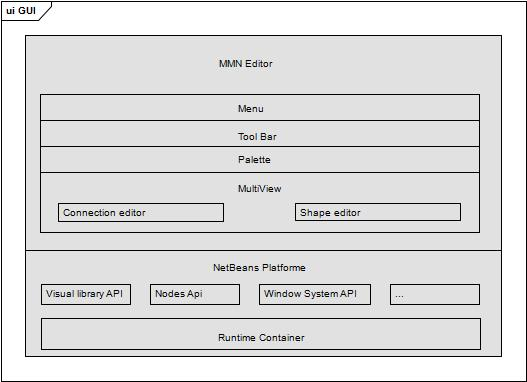 ui GUI
MMN Editor
Menu
Tool Bar
Palette
MultiView
Connection editor
Shape editor
NetBeans Platforme
Visual library API
Nodes Api
Window System API
...
Runtime Container